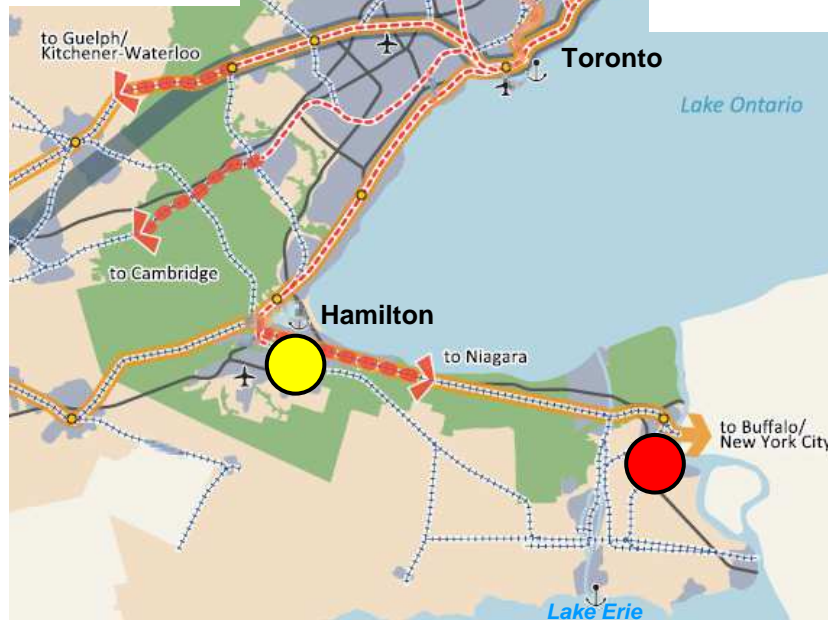 to Guelph/
Kitchener-Waterloo
Toronto
Lake Ontario
to Cambridge
Hamilton
to Niagara
to Buffalo/
New York City
Lake Erie